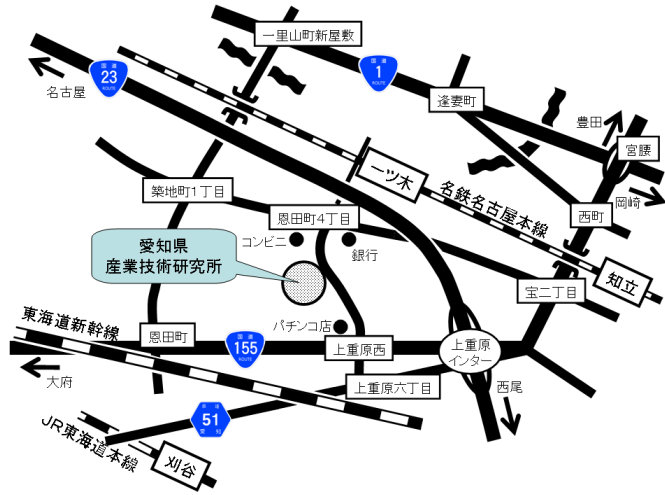 一里山町新屋敷
国道
23
ROUTE
国道
1
ROUTE
名古屋
逢妻町
豊田
宮腰
一ツ木
岡崎
築地町1丁目
名鉄名古屋本線
西町
恩田町4丁目
コンビニ
銀行
愛知県
産業技術研究所
知立
宝二丁目
東海道新幹線
パチンコ店
恩田町
国道
155
ROUTE
上重原西
上重原
インター
大府
上重原六丁目
西尾
県道
51
愛知
JR東海道本線
刈谷